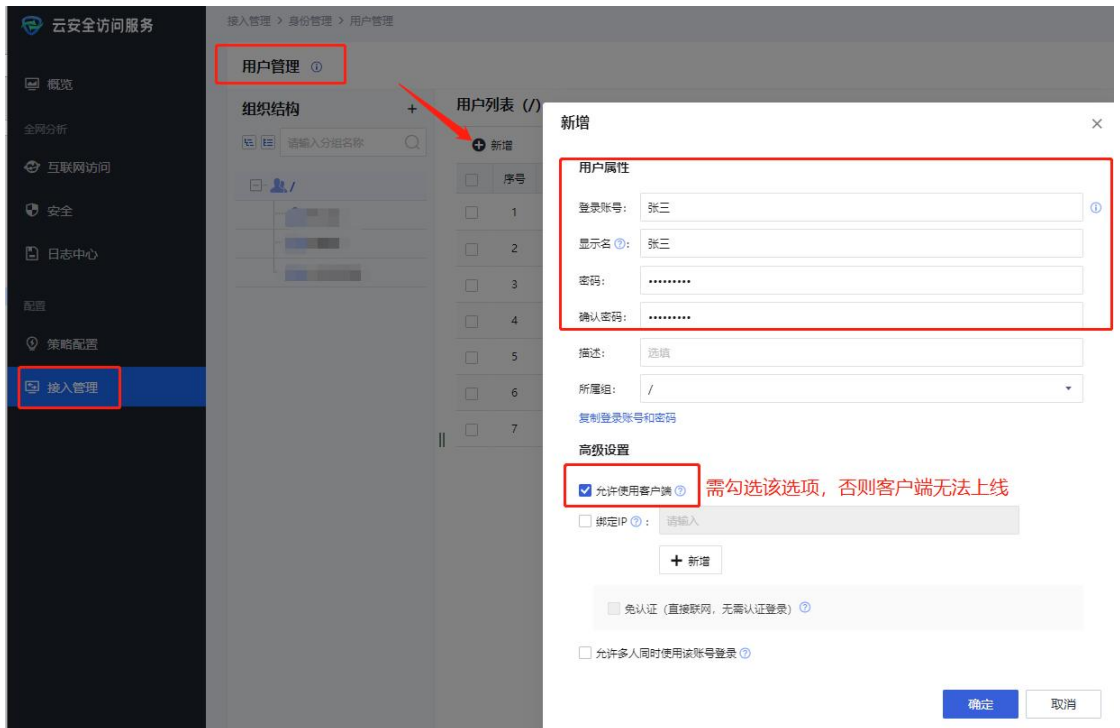 云安全访问服务
接入管理 > 身份管理 > 用户管理
概览
全网分析
互联网访问
安全
日志中心
配置
策略配置
接入管理
用户管理
组织结构 +
请输入分组名称
/
用户列表 (/)
新增
序号
1
2
3
4
5
6
7
新增
用户属性
登录账号: 张三
显示名: 张三
密码: •••••••••
确认密码: •••••••••
描述: 选填
所属组: /
复制登录账号和密码
高级设置
允许使用客户端 需勾选该选项，否则客户端无法上线
绑定IP : 请输入
+ 新增
免认证（直接联网，无需认证登录）
允许多人同时使用该账号登录
确定 取消